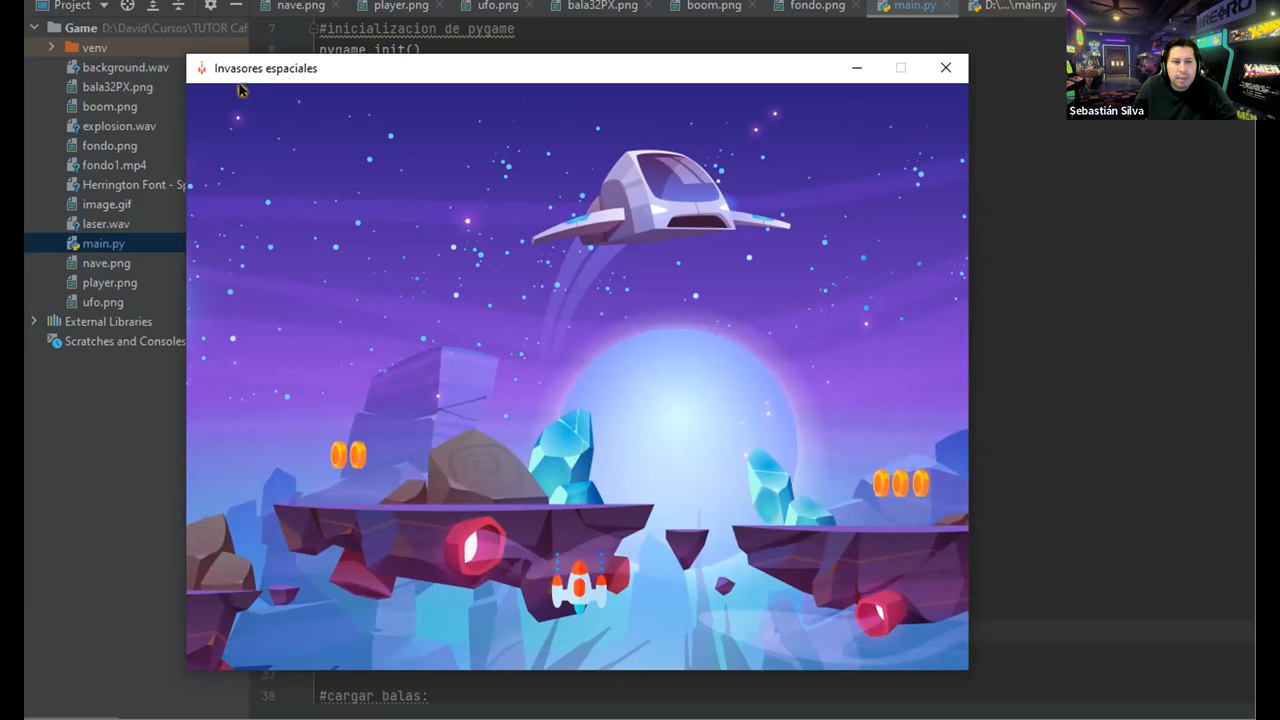 Project
nave.png
player.png
ufo.png
bala32PX.png
boom.png
fondo.png
main.py
D:\...\main.py
Game D:\David\Cursos\TUTOR Caf
7 #inicializacion de pygame
venv
8 pygame.init()
background.wav
bala32PX.png
boom.png
explosion.wav
fondo.png
fondo1.mp4
Herrington Font - Sp
image.gif
laser.wav
main.py
nave.png
player.png
ufo.png
External Libraries
Scratches and Consoles
Invasores espaciales
RETRO
X-MEN
Sebastián Silva
37
38 #cargar balas: